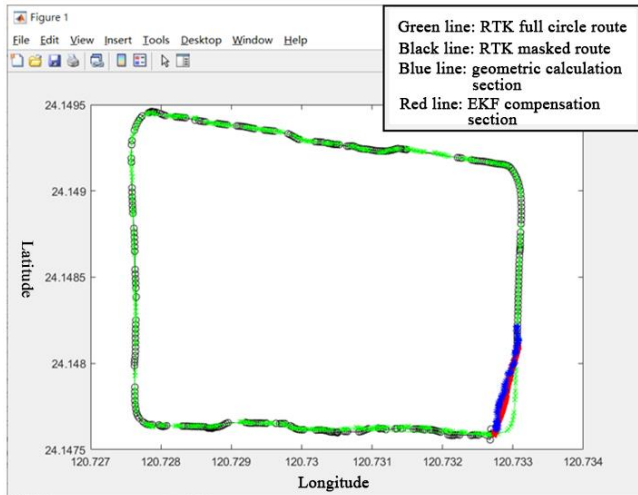 Figure 1
File Edit View Insert Tools Desktop Window Help
Green line: RTK full circle route
Black line: RTK masked route
Blue line: geometric calculation
section
Red line: EKF compensation
section
24.1495
24.149
24.1485
24.148
24.1475
Latitude
120.727 120.728 120.729 120.73 120.731 120.732 120.733 120.734
Longitude